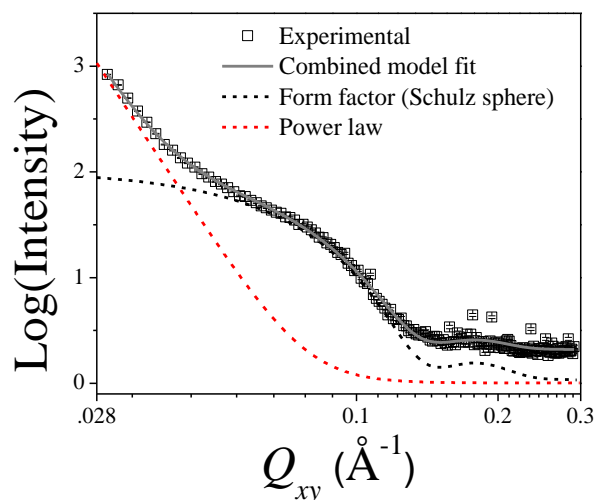 Experimental
Combined model fit
Form factor (Schulz sphere)
Power law
Log(Intensity)
3
2
1
0
.028
0.1
0.2
0.3
Qxy (Å-1)